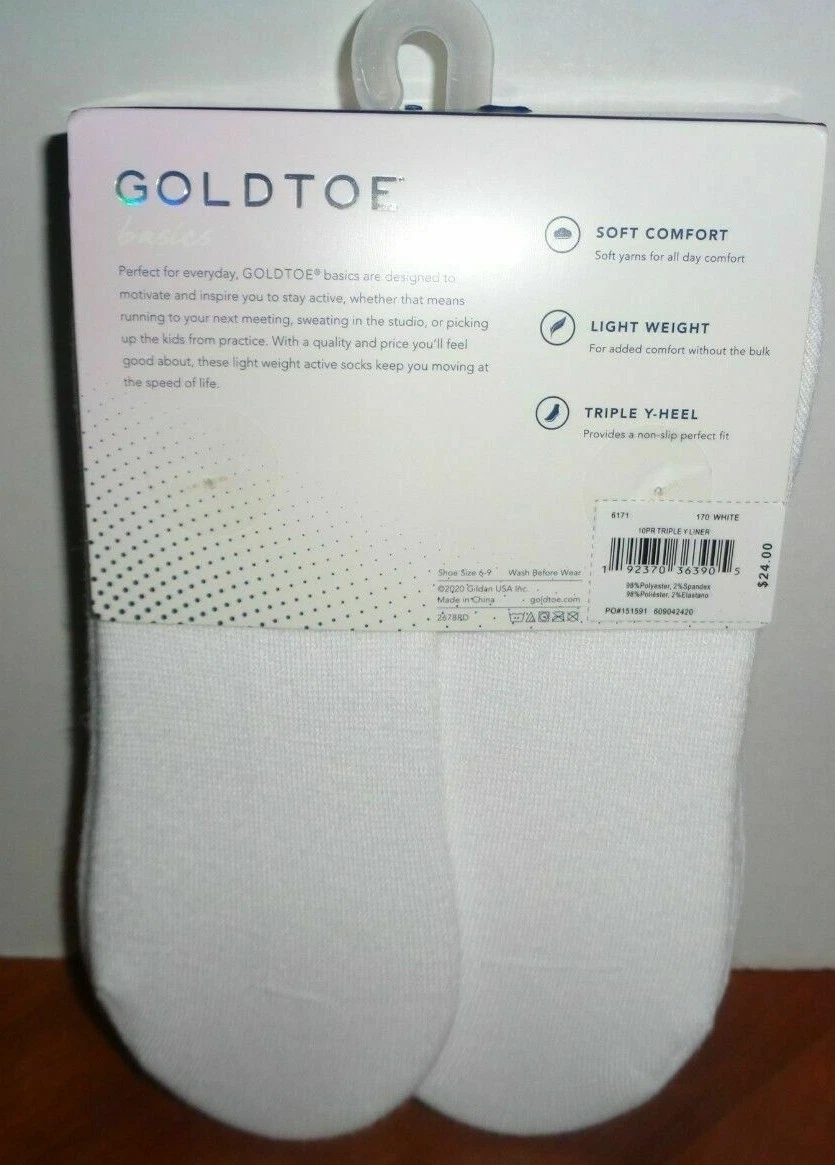 GOLDTOE
basics
Perfect for everyday, GOLDTOE® basics are designed to
motivate and inspire you to stay active, whether that means
running to your next meeting, sweating in the studio, or picking
up the kids from practice. With a quality and price you'll feel
good about, these light weight active socks keep you moving at
the speed of life.
SOFT COMFORT
Soft yarns for all day comfort
LIGHT WEIGHT
For added comfort without the bulk
TRIPLE Y-HEEL
Provides a non-slip perfect fit
Shoe Size 6-9 Wash Before Wear
©2020 Gildan USA Inc.
Made in China goldtoe.com
2678RD
6171 170 WHITE
10PR TRIPLE Y LINER
1 92370 36390 5
$24.00
98%Polyester, 2%Spandex
98%Poliéster, 2%Elastano
PO#151591 609042420